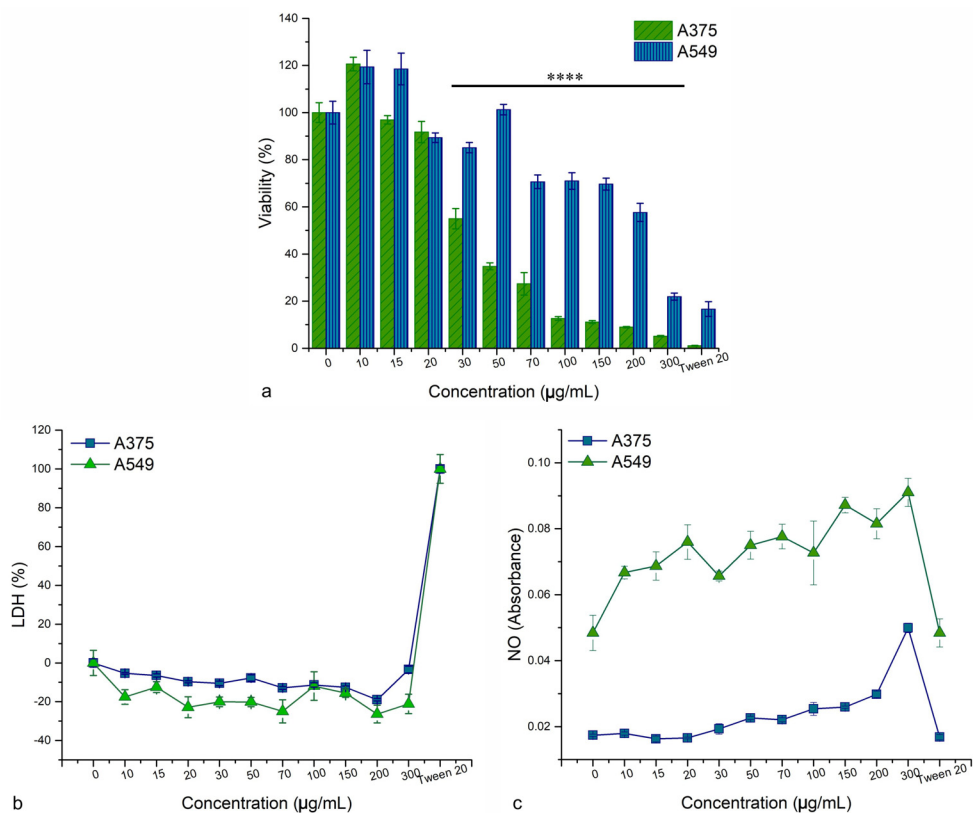 140
120
100
80
60
40
20
0
Viability (%)
A375
A549
****
0 10 15 20 30 50 70 100 150 200 300 Tween 20
Concentration (µg/mL)
a
120
100
80
60
40
20
0
-20
-40
LDH (%)
A375
A549
0 10 15 20 30 50 70 100 150 200 300 Tween 20
Concentration (µg/mL)
b
0.10
0.08
0.06
0.04
0.02
NO (Absorbance)
A375
A549
0 10 15 20 30 50 70 100 150 200 300 Tween 20
Concentration (µg/mL)
c